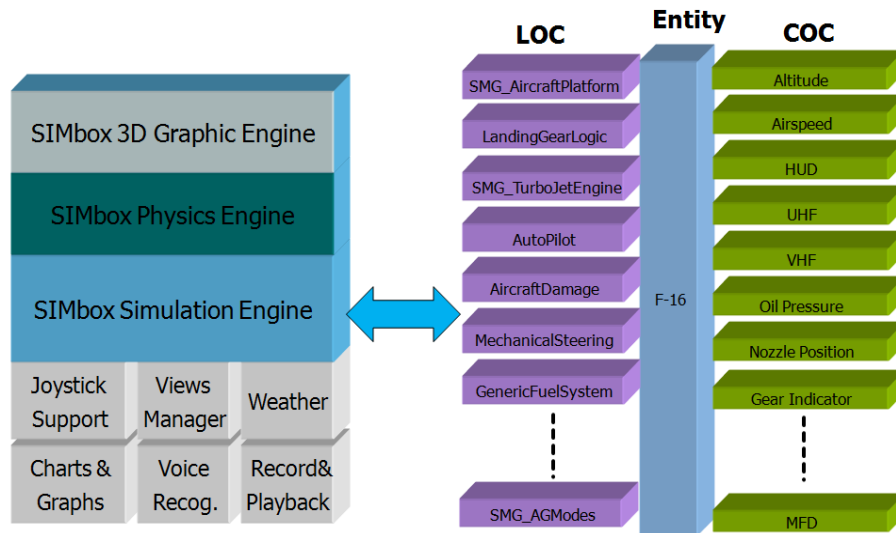 SIMbox 3D Graphic Engine
SIMbox Physics Engine
SIMbox Simulation Engine
Joystick
Support
Views
Manager
Weather
Charts &
Graphs
Voice
Recog.
Record&
Playback
LOC
SMG_AircraftPlatform
LandingGearLogic
SMG_TurboJetEngine
AutoPilot
AircraftDamage
MechanicalSteering
GenericFuelSystem
SMG_AGModes
Entity
F-16
COC
Altitude
Airspeed
HUD
UHF
VHF
Oil Pressure
Nozzle Position
Gear Indicator
MFD